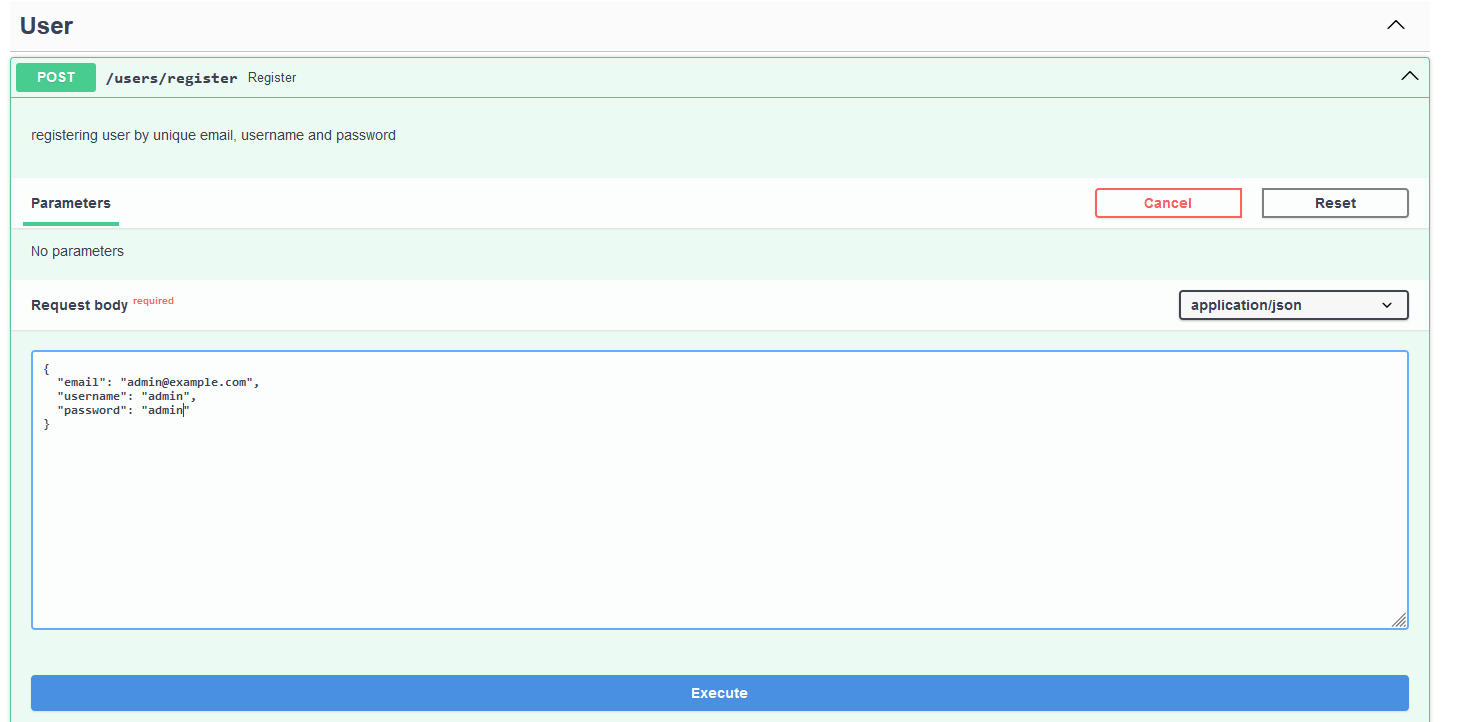 User
POST /users/register Register
registering user by unique email, username and password
Parameters Cancel Reset
No parameters
Request body required application/json
{
  "email": "admin@example.com",
  "username": "admin",
  "password": "admin"
}
Execute